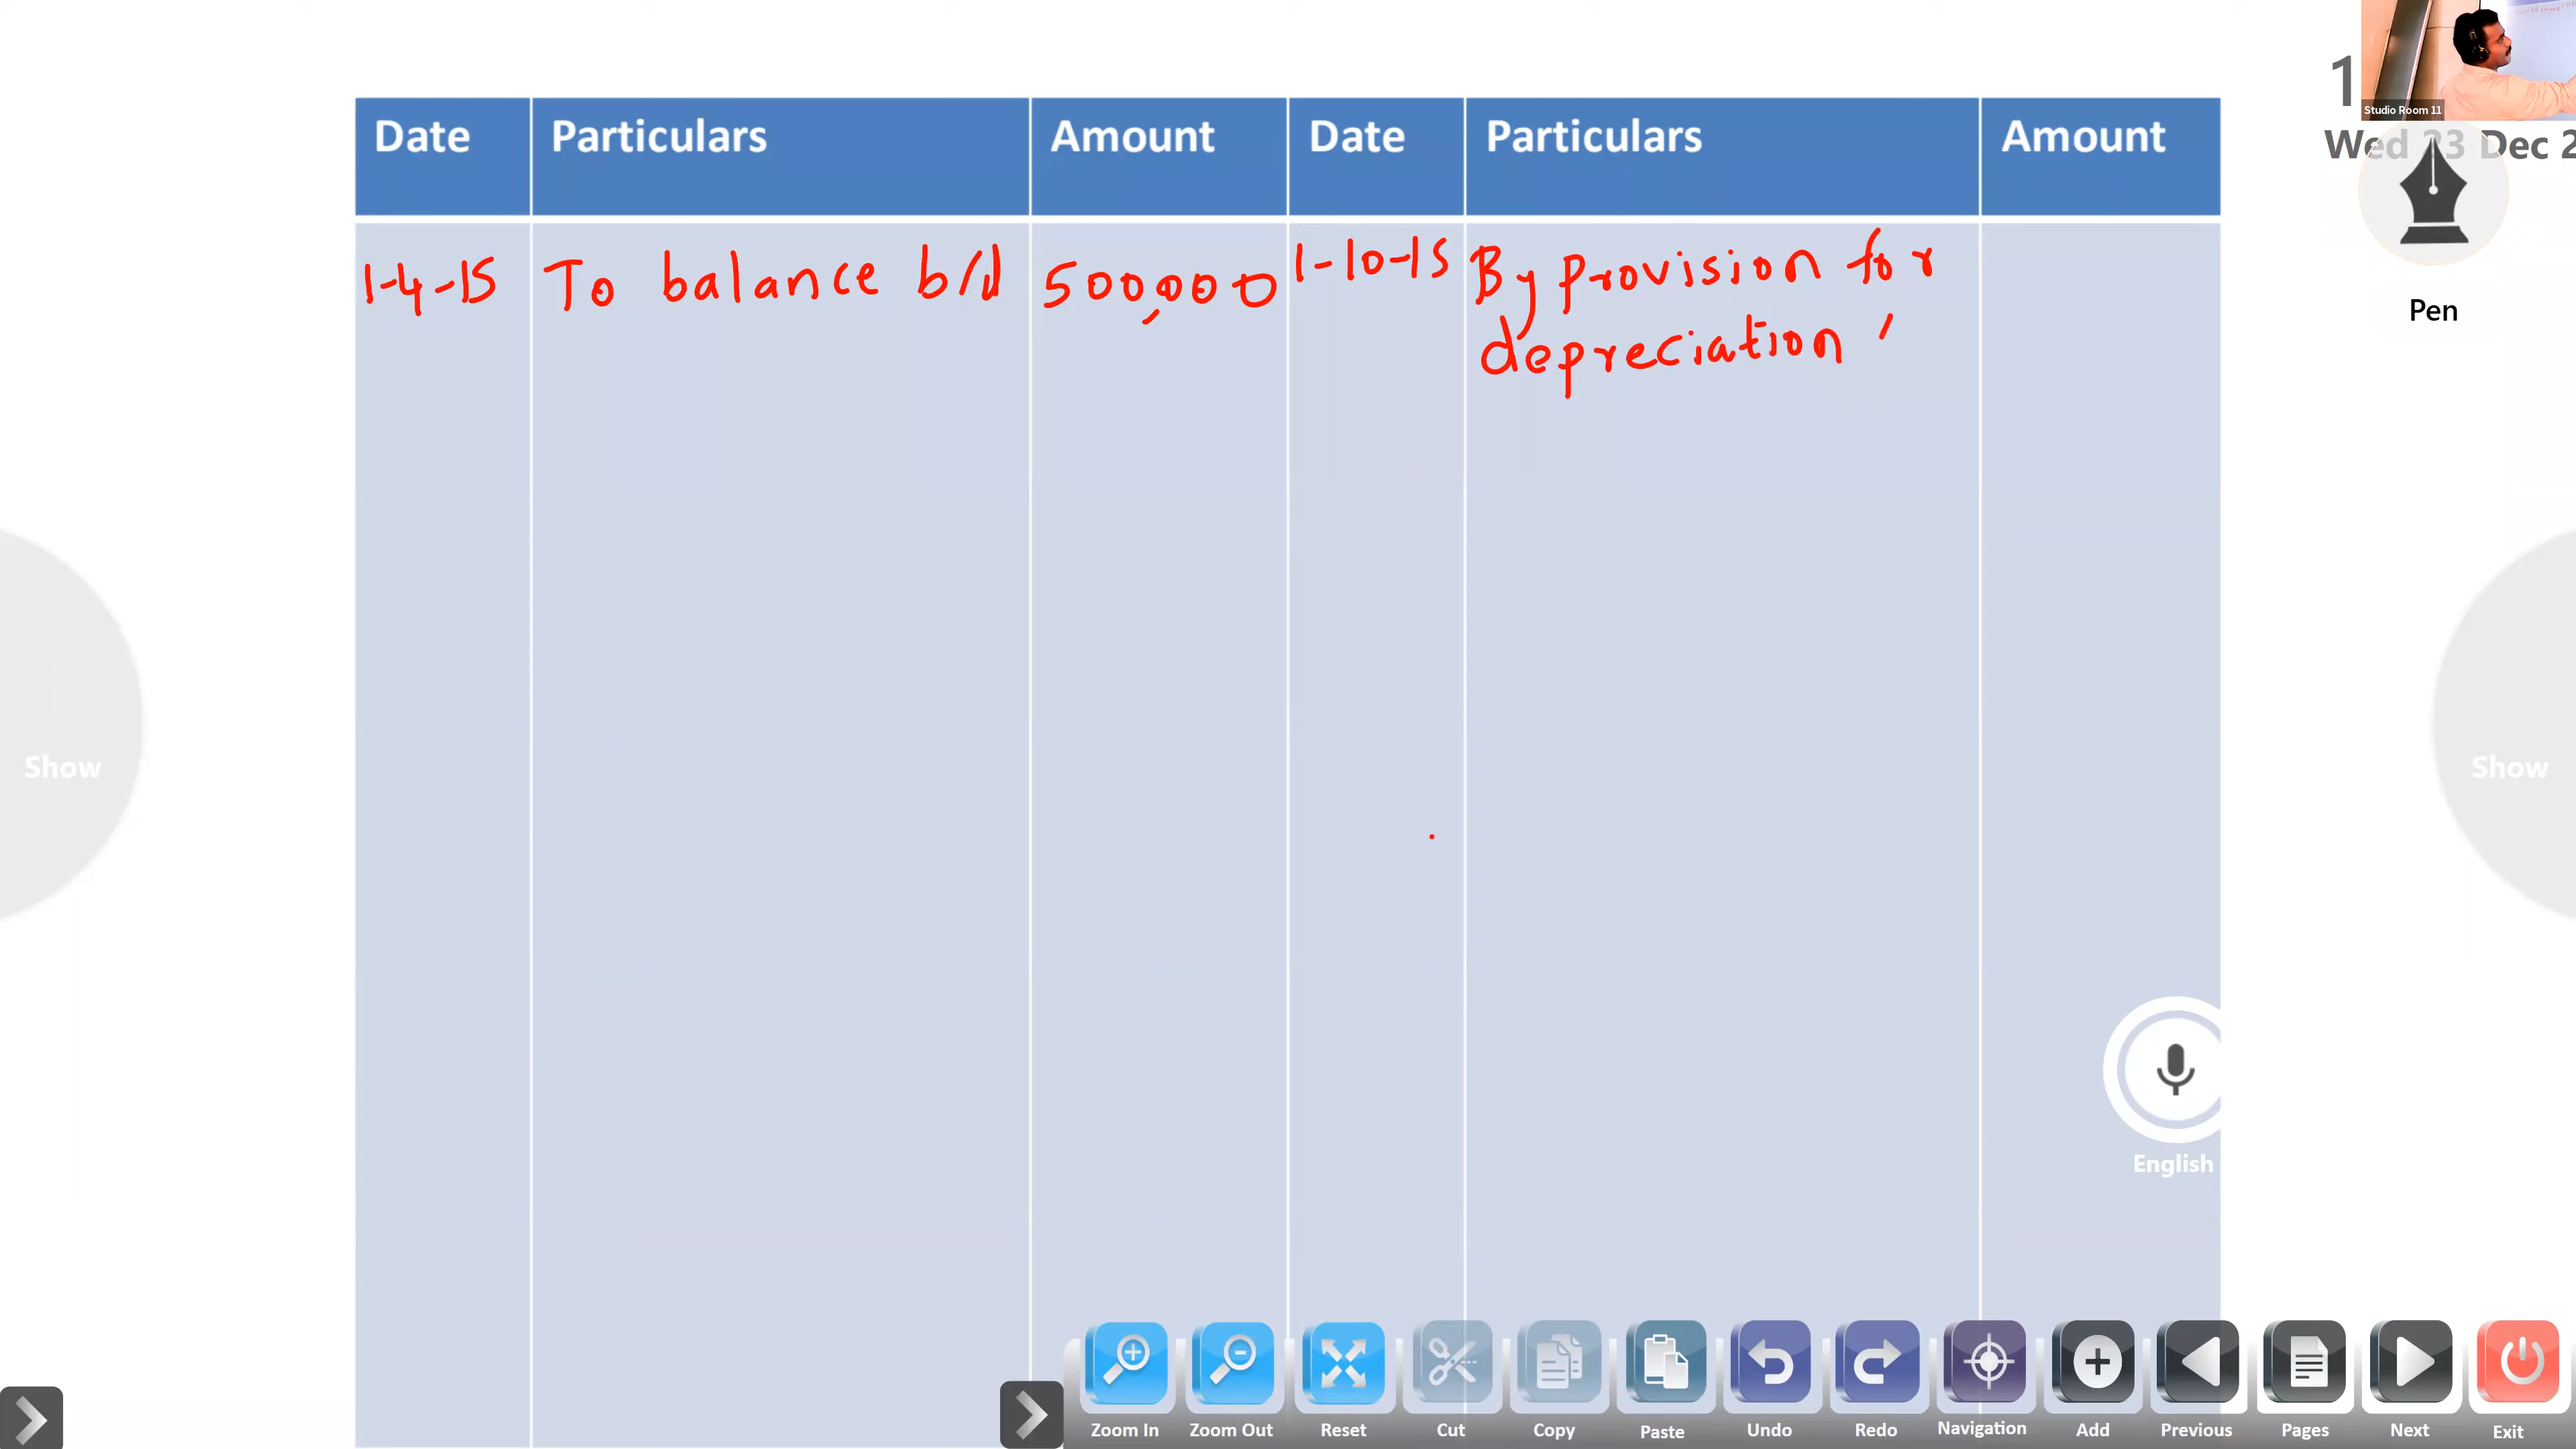 Date Particulars Amount Date Particulars Amount
1-4-15 To balance b/d 500,000 1-10-15 By provision for
depreciation
Studio Room 11
1
Wed 23 Dec 2
Pen
Show
Show
English
Zoom In Zoom Out Reset Cut Copy Paste Undo Redo Navigation Add Previous Pages Next Exit